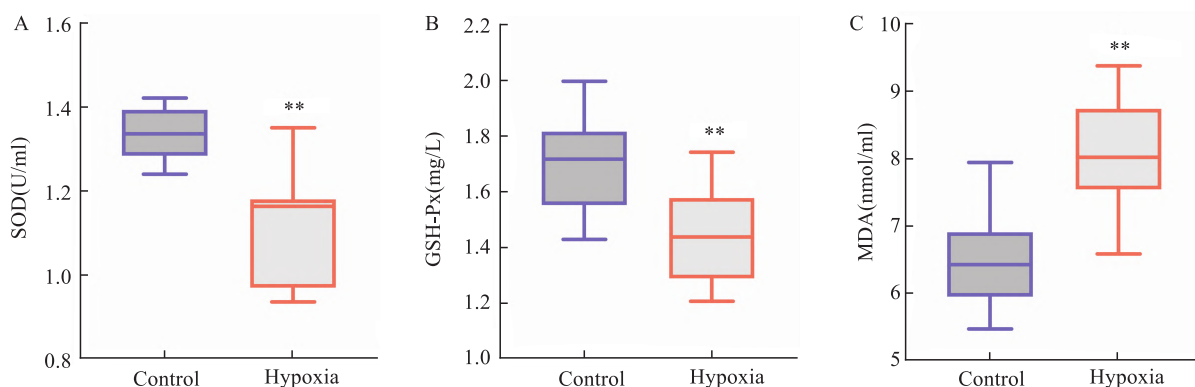 A
SOD(U/ml)
1.6
1.4
1.2
1.0
0.8
**
Control
Hypoxia
B
GSH-Px(mg/L)
2.2
2.0
1.8
1.6
1.4
1.2
1.0
**
Control
Hypoxia
C
MDA(nmol/ml)
10
9
8
7
6
5
**
Control
Hypoxia